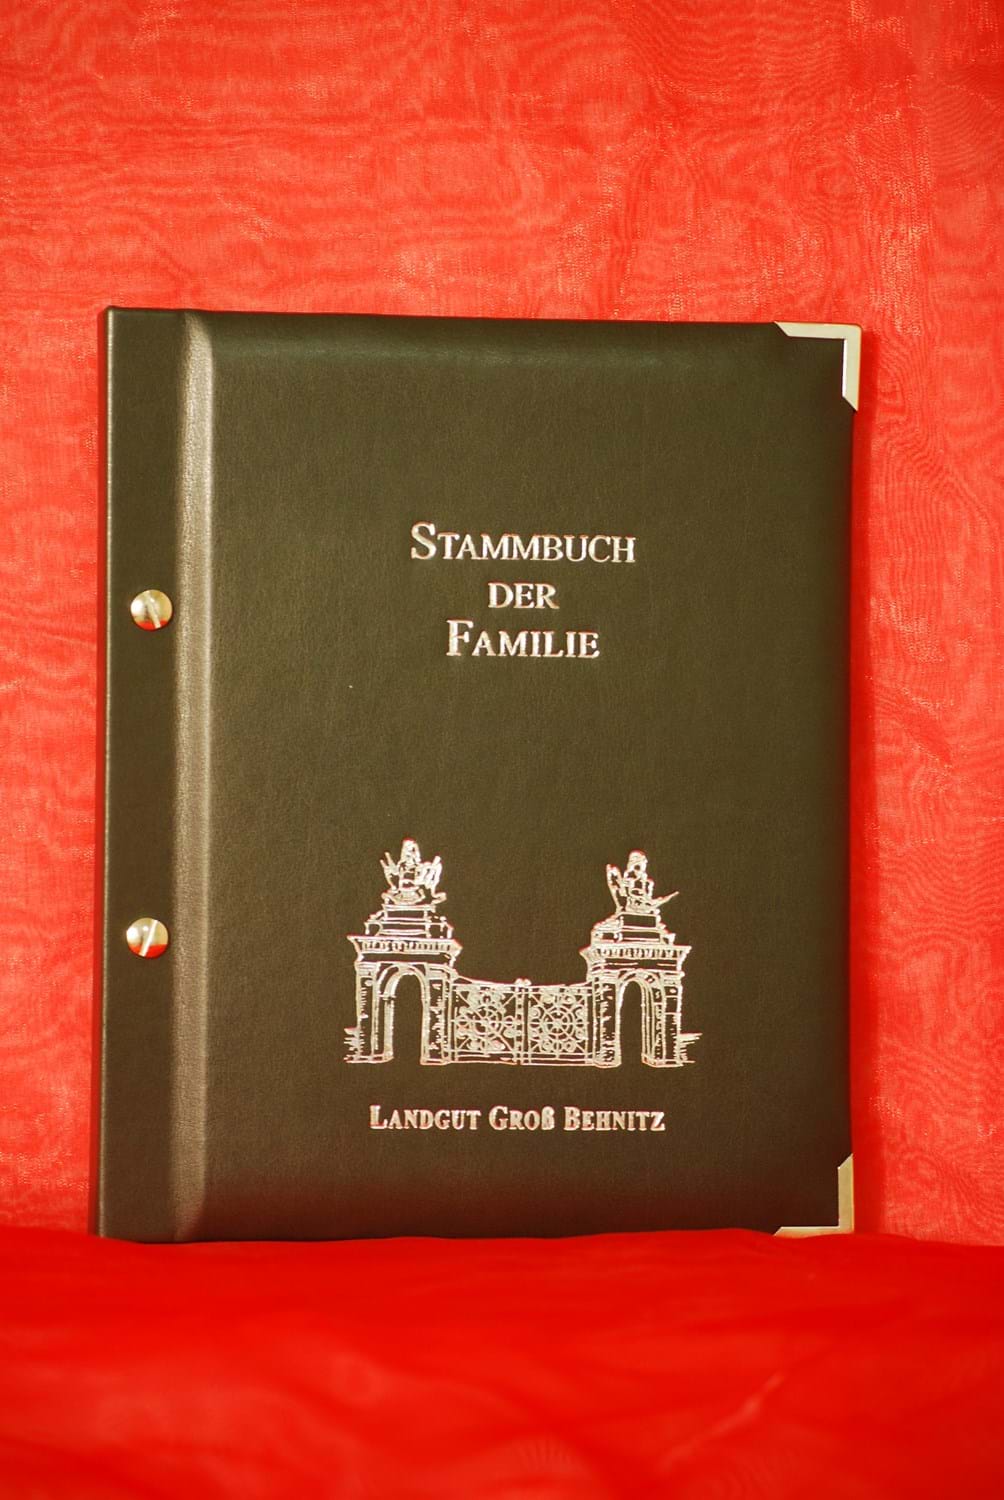 STAMMBUCH
DER
FAMILIE
LANDGUT GROß BEHNITZ